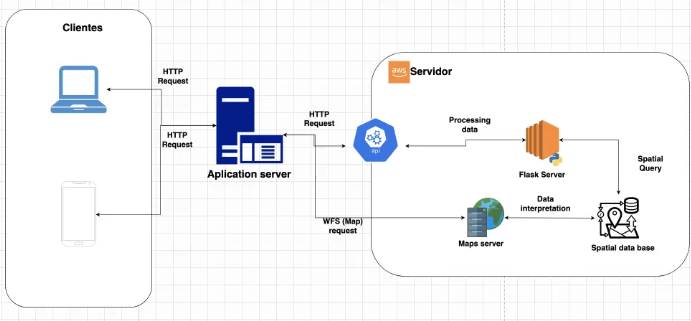 Clientes
HTTP
Request
HTTP
Request
Aplication server
HTTP
Request
WFS (Map)
request
aws
Servidor
api
Processing
data
Flask Server
Spatial
Query
Data
interpretation
Maps server
Spatial data base